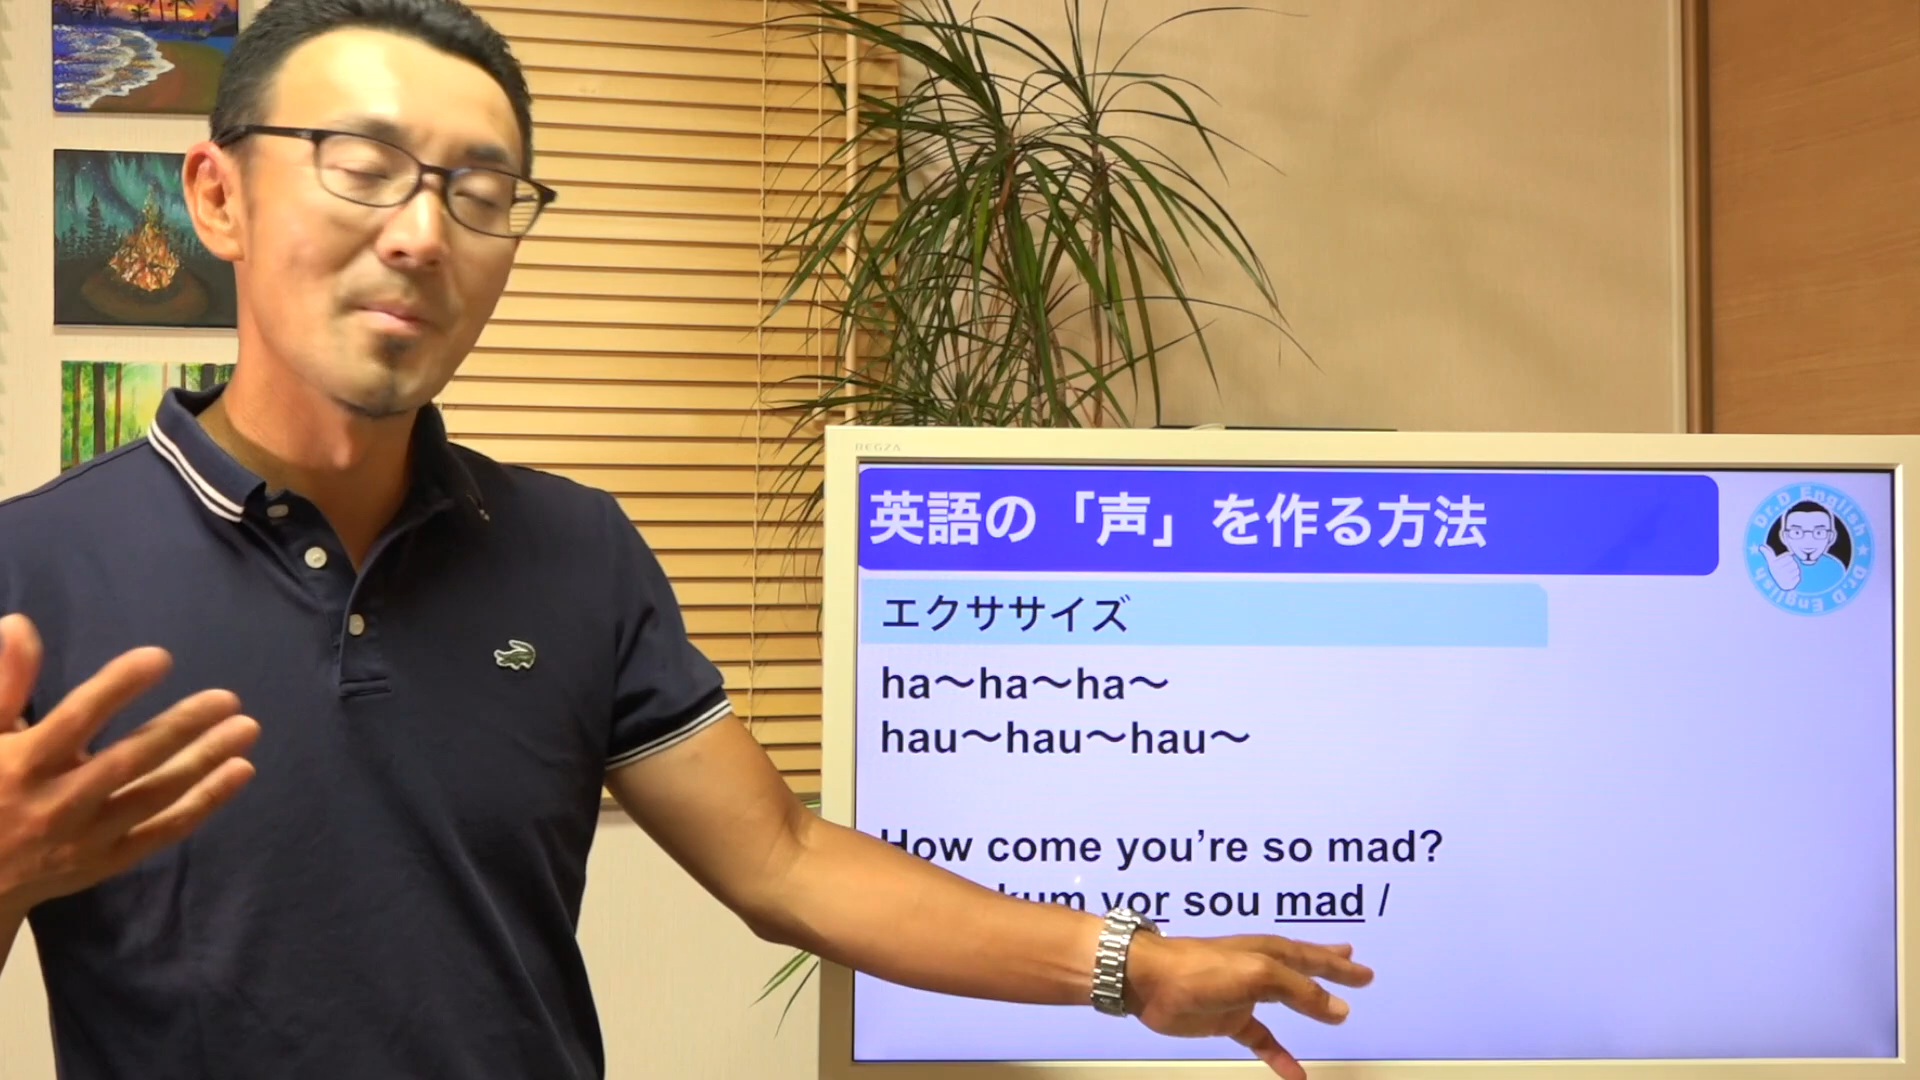 REGZA
英語の「声」を作る方法
Dr.D English
Dr.D English
エクササイズ
ha〜ha〜ha〜
hau〜hau〜hau〜
How come you’re so mad?
kum yor sou mad /